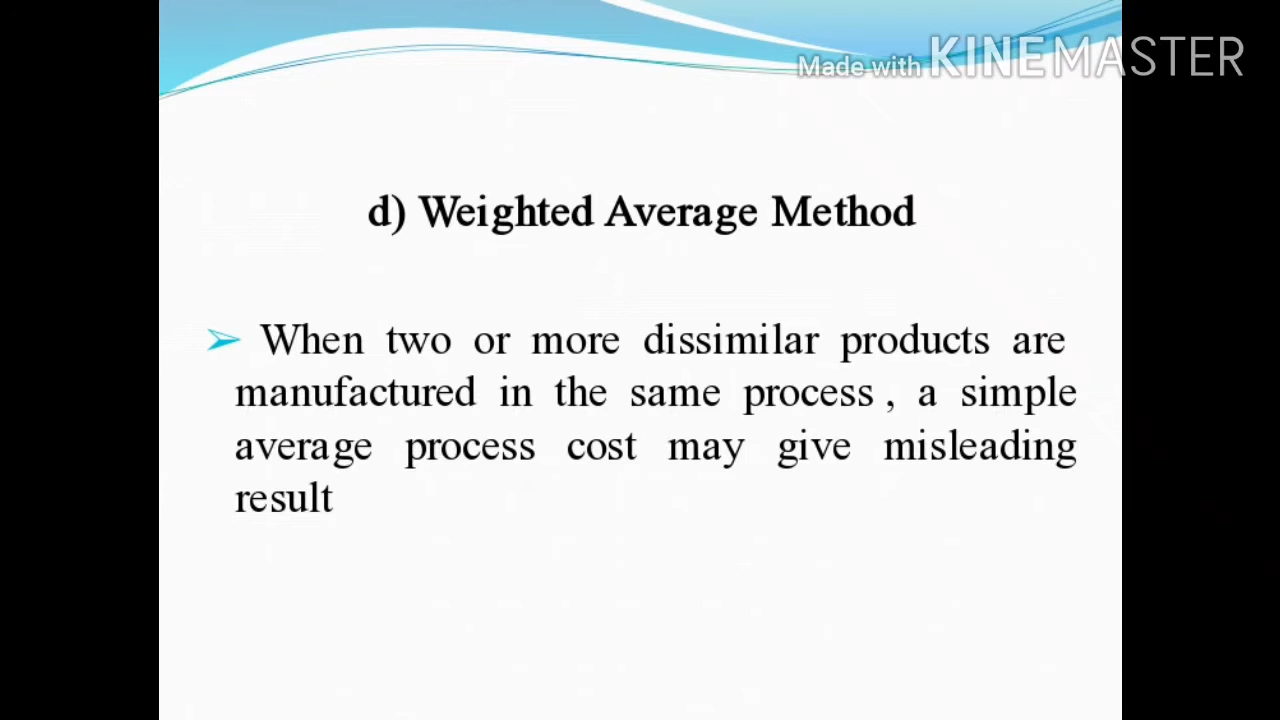 Made with KINEMASTER
d) Weighted Average Method
When two or more dissimilar products are
manufactured in the same process , a simple
average process cost may give misleading
result